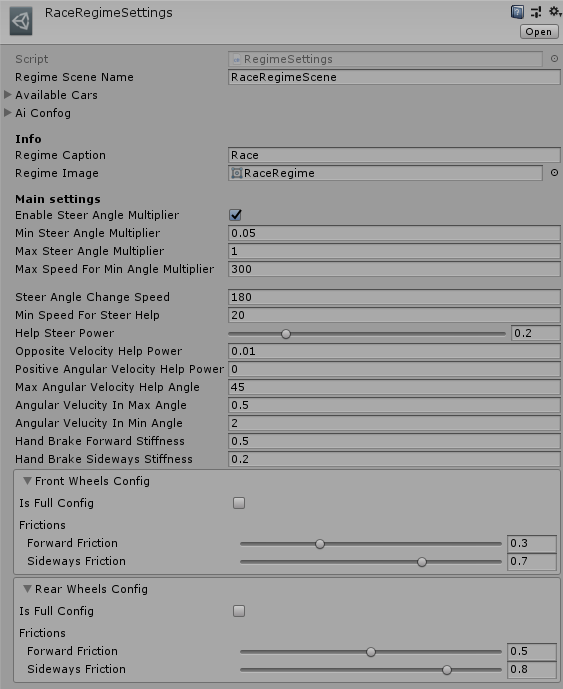 RaceRegimeSettings
Open
Script RegimeSettings
Regime Scene Name RaceRegimeScene
Available Cars
Ai Confog
Info
Regime Caption Race
Regime Image RaceRegime
Main settings
Enable Steer Angle Multiplier
Min Steer Angle Multiplier 0.05
Max Steer Angle Multiplier 1
Max Speed For Min Angle Multiplier 300
Steer Angle Change Speed 180
Min Speed For Steer Help 20
Help Steer Power 0.2
Opposite Velocity Help Power 0.01
Positive Angular Velocity Help Power 0
Max Angular Velocity Help Angle 45
Angular Velucity In Max Angle 0.5
Angular Velucity In Min Angle 2
Hand Brake Forward Stiffness 0.5
Hand Brake Sideways Stiffness 0.2
Front Wheels Config
Is Full Config
Frictions
Forward Friction 0.3
Sideways Friction 0.7
Rear Wheels Config
Is Full Config
Frictions
Forward Friction 0.5
Sideways Friction 0.8